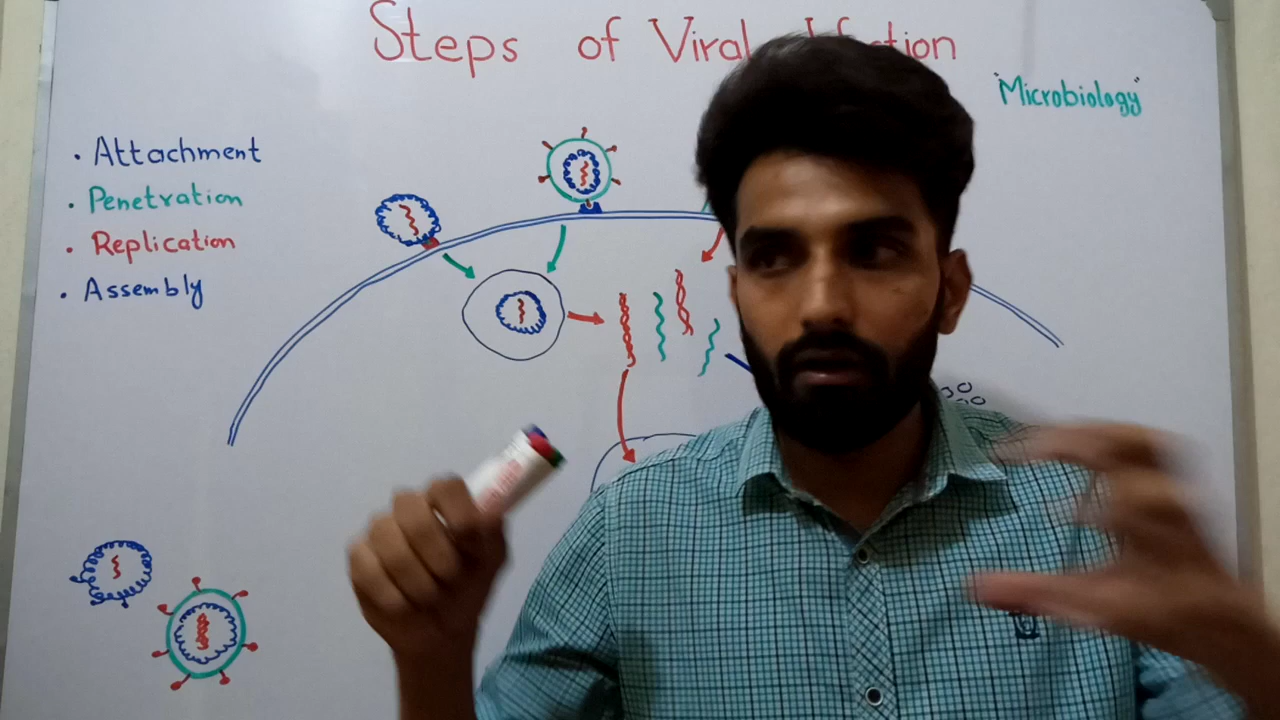 Steps of Viral
"Microbiology"
• Attachment
• Penetration
• Replication
• Assembly